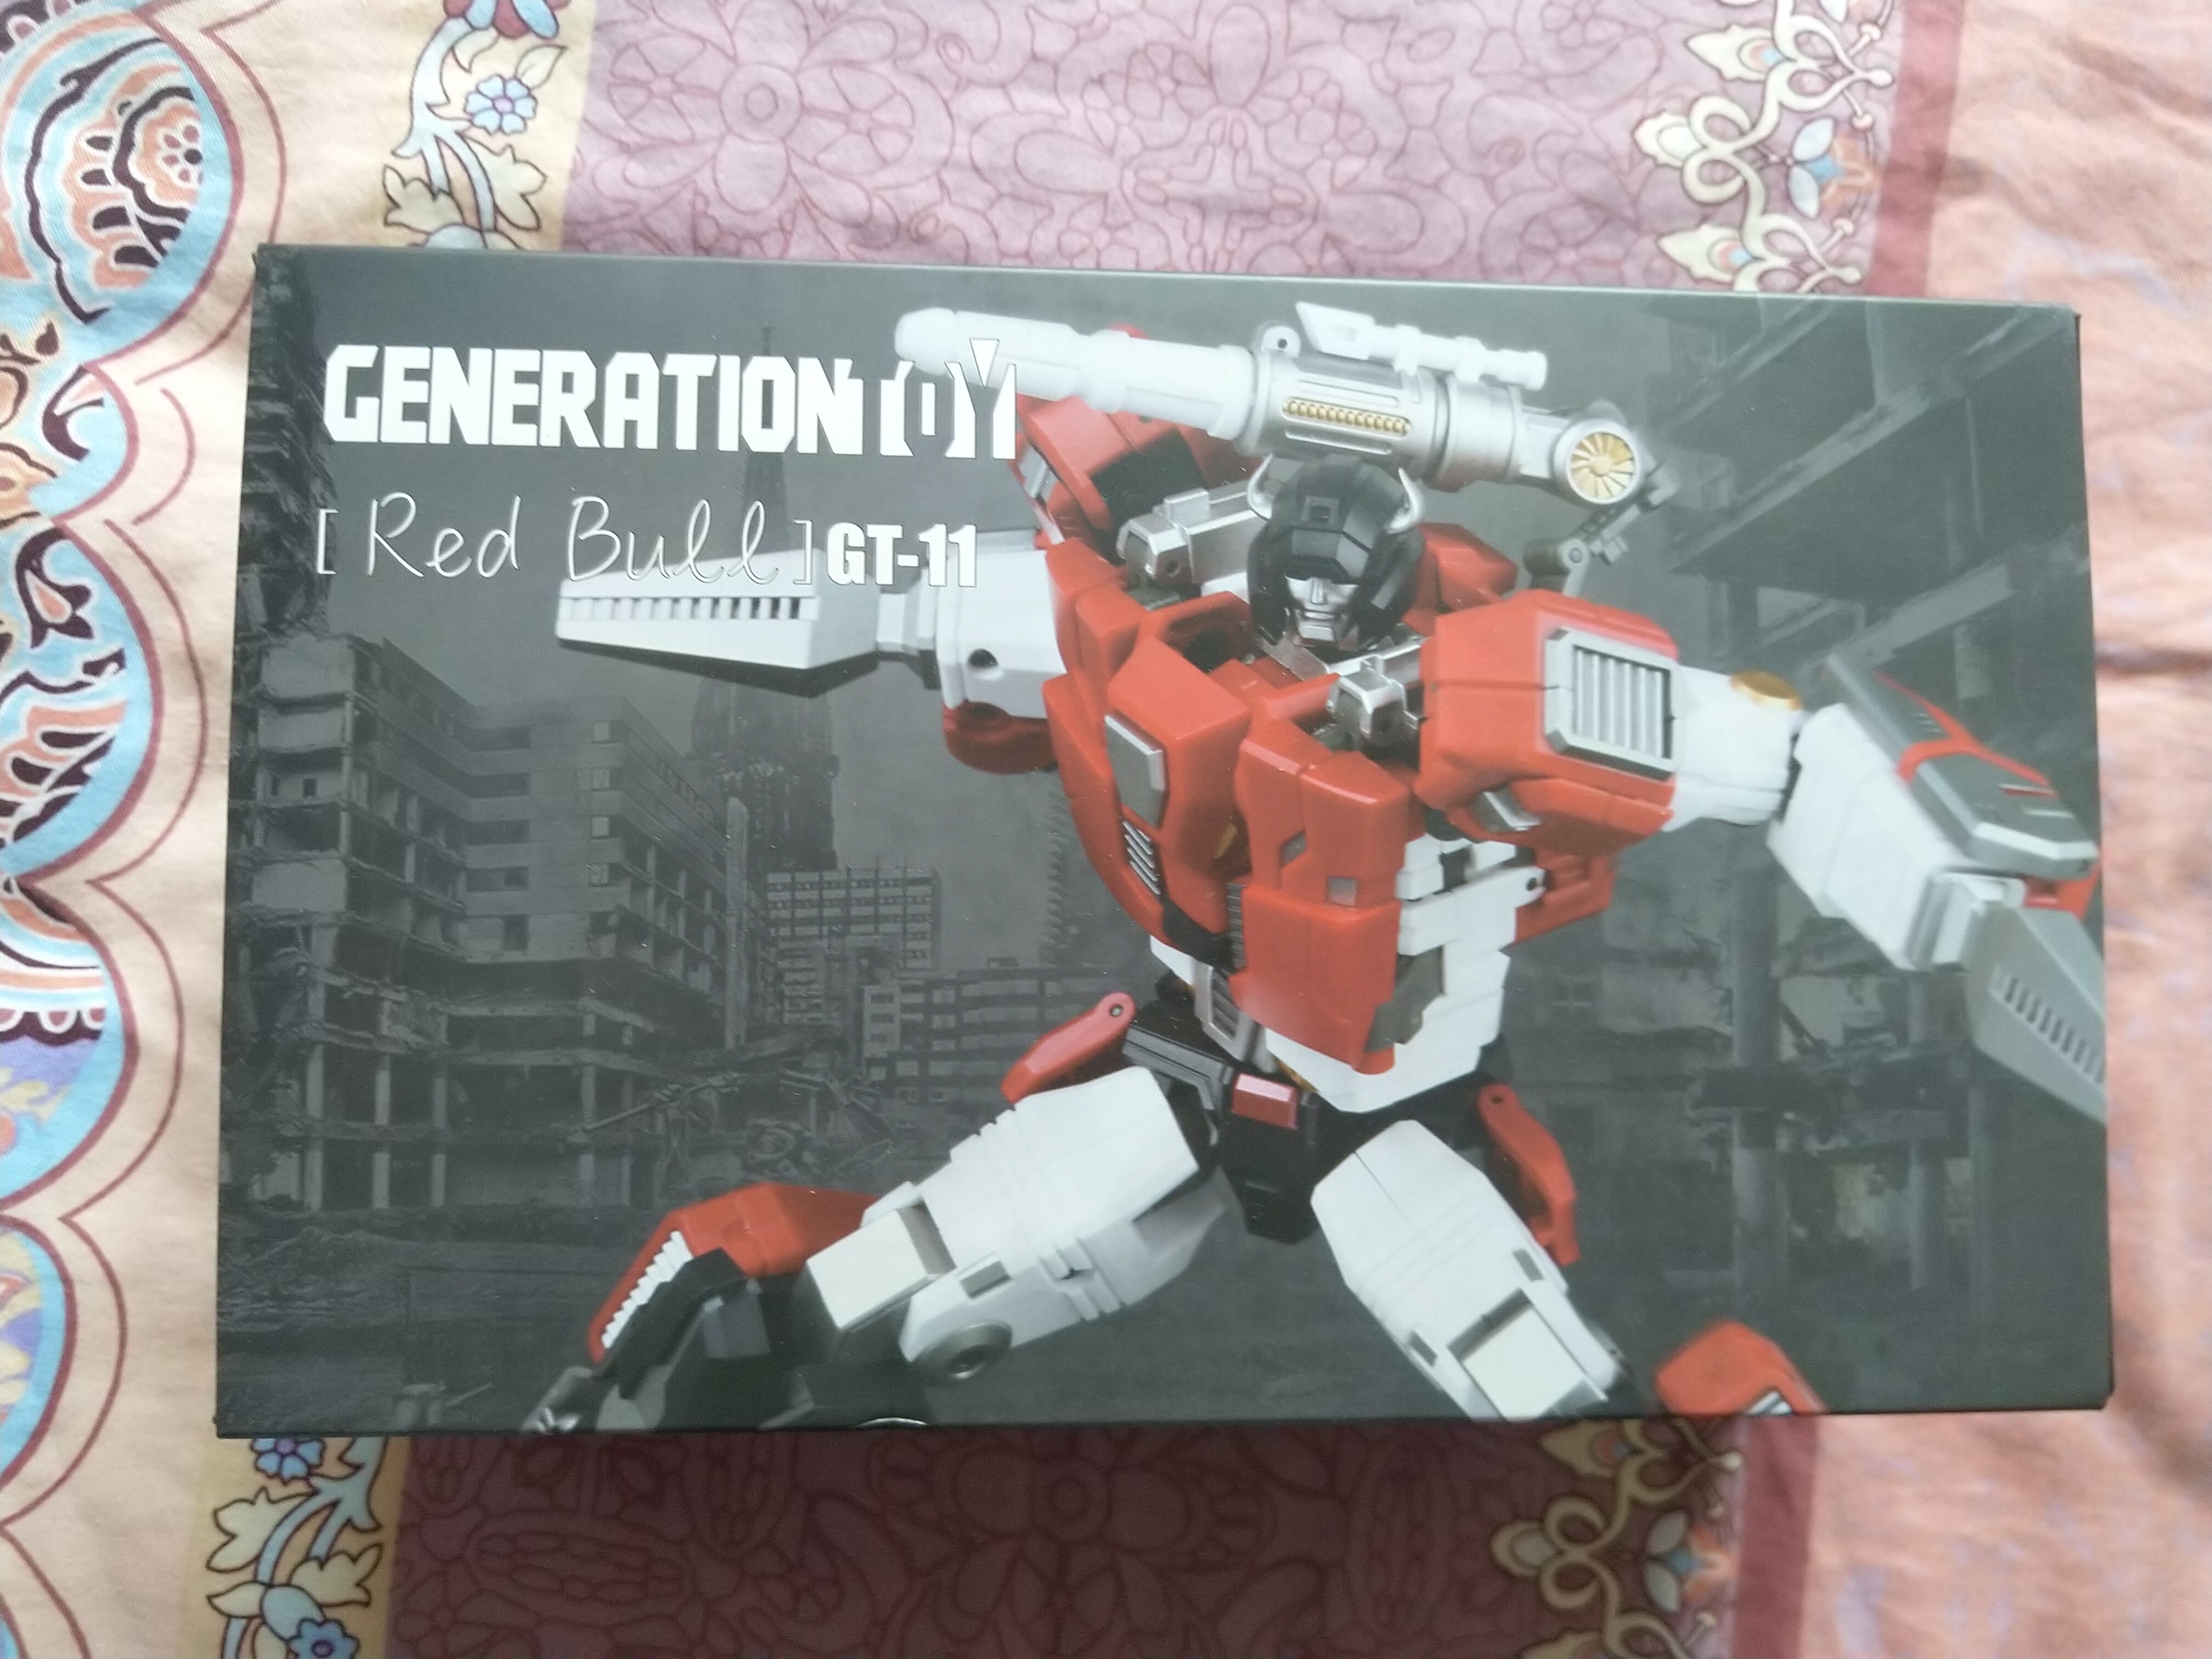 GENERATION TOY
[Red Bull] GT-11